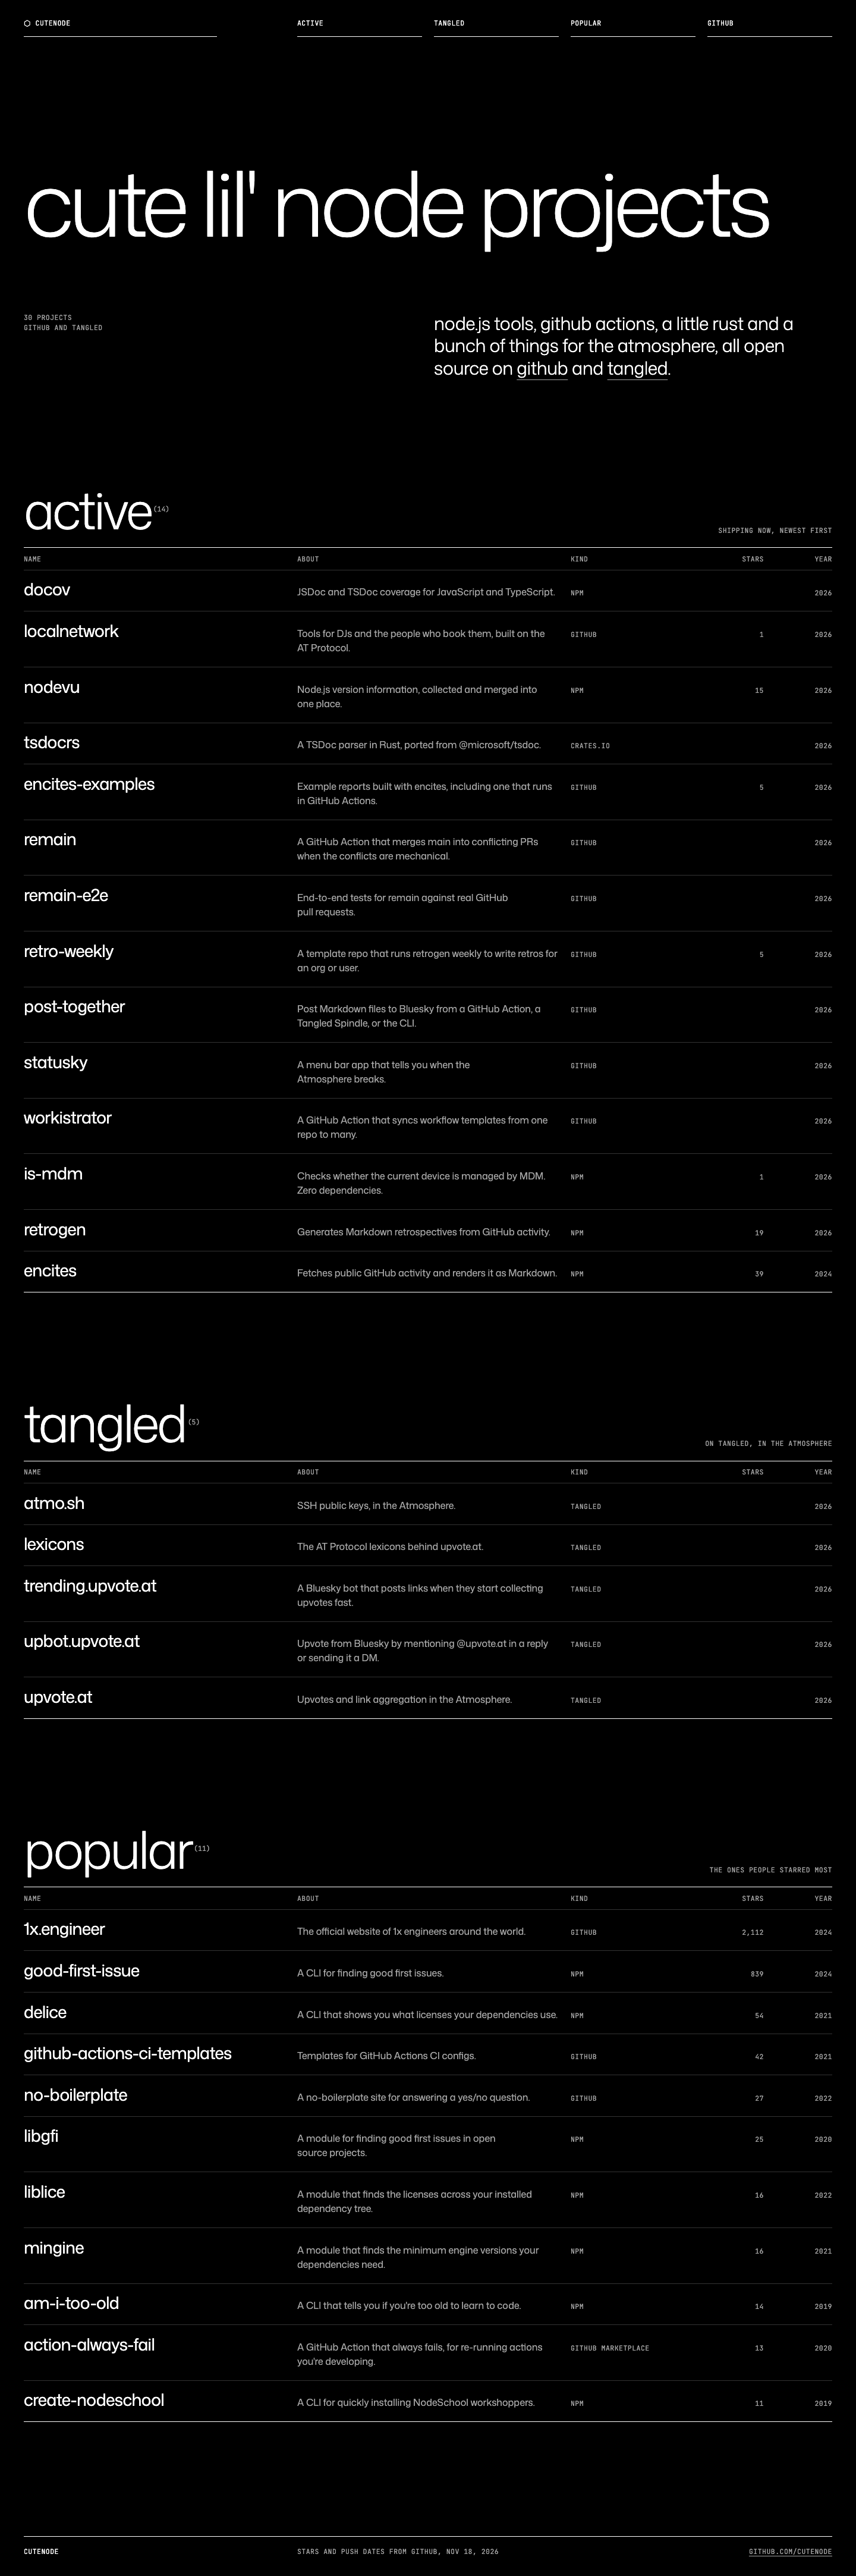 CUTENODE ACTIVE TANGLED POPULAR GITHUB
cute lil' node projects
30 PROJECTS
GITHUB AND TANGLED
node.js tools, github actions, a little rust and a
bunch of things for the atmosphere, all open
source on github and tangled.
active (14)
SHIPPING NOW, NEWEST FIRST
NAME ABOUT KIND STARS YEAR
docov JSDoc and TSDoc coverage for JavaScript and TypeScript. NPM 2026
localnetwork Tools for DJs and the people who book them, built on the GITHUB 1 2026
AT Protocol.
nodevu Node.js version information, collected and merged into NPM 15 2026
one place.
tsdocrs A TSDoc parser in Rust, ported from @microsoft/tsdoc. CRATES.IO 2026
encites-examples Example reports built with encites, including one that runs GITHUB 5 2026
in GitHub Actions.
remain A GitHub Action that merges main into conflicting PRs GITHUB 2026
when the conflicts are mechanical.
remain-e2e End-to-end tests for remain against real GitHub GITHUB 2026
pull requests.
retro-weekly A template repo that runs retrogen weekly to write retros for GITHUB 5 2026
an org or user.
post-together Post Markdown files to Bluesky from a GitHub Action, a GITHUB 2026
Tangled Spindle, or the CLI.
statusky A menu bar app that tells you when the GITHUB 2026
Atmosphere breaks.
workistrator A GitHub Action that syncs workflow templates from one GITHUB 2026
repo to many.
is-mdm Checks whether the current device is managed by MDM. NPM 1 2026
Zero dependencies.
retrogen Generates Markdown retrospectives from GitHub activity. NPM 19 2026
encites Fetches public GitHub activity and renders it as Markdown. NPM 39 2024
tangled (5)
ON TANGLED, IN THE ATMOSPHERE
NAME ABOUT KIND STARS YEAR
atmo.sh SSH public keys, in the Atmosphere. TANGLED 2026
lexicons The AT Protocol lexicons behind upvote.at. TANGLED 2026
trending.upvote.at A Bluesky bot that posts links when they start collecting TANGLED 2026
upvotes fast.
upbot.upvote.at Upvote from Bluesky by mentioning @upvote.at in a reply TANGLED 2026
or sending it a DM.
upvote.at Upvotes and link aggregation in the Atmosphere. TANGLED 2026
popular (11)
THE ONES PEOPLE STARRED MOST
NAME ABOUT KIND STARS YEAR
1x.engineer The official website of 1x engineers around the world. GITHUB 2,112 2024
good-first-issue A CLI for finding good first issues. NPM 839 2024
delice A CLI that shows you what licenses your dependencies use. NPM 54 2021
github-actions-ci-templates Templates for GitHub Actions CI configs. GITHUB 42 2021
no-boilerplate A no-boilerplate site for answering a yes/no question. GITHUB 27 2022
libgfi A module for finding good first issues in open NPM 25 2020
source projects.
liblice A module that finds the licenses across your installed NPM 16 2022
dependency tree.
mingine A module that finds the minimum engine versions your NPM 16 2021
dependencies need.
am-i-too-old A CLI that tells you if you're too old to learn to code. NPM 14 2019
action-always-fail A GitHub Action that always fails, for re-running actions GITHUB MARKETPLACE 13 2020
you're developing.
create-nodeschool A CLI for quickly installing NodeSchool workshoppers. NPM 11 2019
CUTENODE STARS AND PUSH DATES FROM GITHUB, NOV 18, 2026 GITHUB.COM/CUTENODE